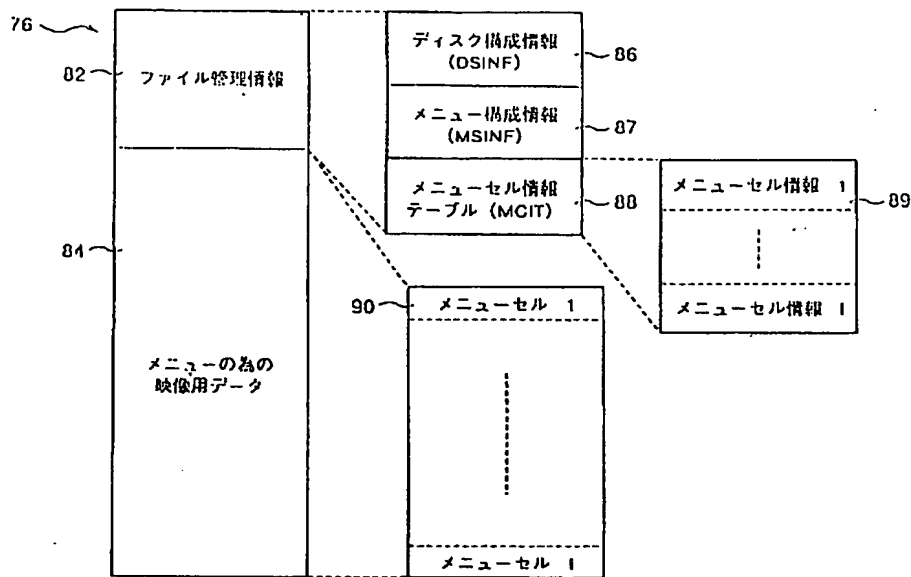 76
82
ファイル管理情報
81
メニューの為の
映像用データ
ディスク構成情報
(DSINF)
86
メニュー構成情報
(MSINF)
87
メニューセル情報
テーブル (MCIT)
88
メニューセル情報 1
89
メニューセル情報 I
90
メニューセル 1
メニューセル I